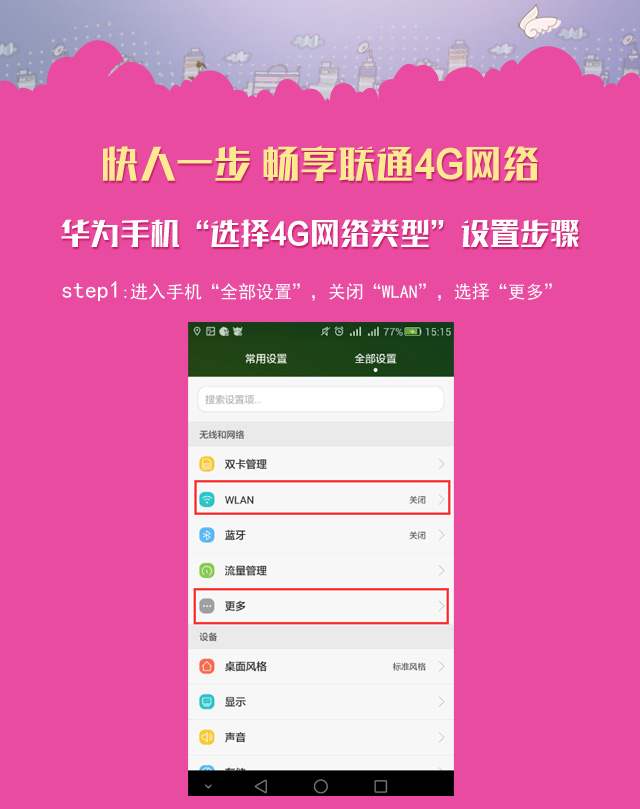 快人一步 畅享联通4G网络
华为手机“选择4G网络类型”设置步骤
step1:进入手机“全部设置”，关闭“WLAN”，选择“更多”
77% 15:15
常用设置 全部设置
搜索设置项...
无线和网络
双卡管理
WLAN 关闭
蓝牙 关闭
流量管理
更多
设备
桌面风格 标准风格
显示
声音